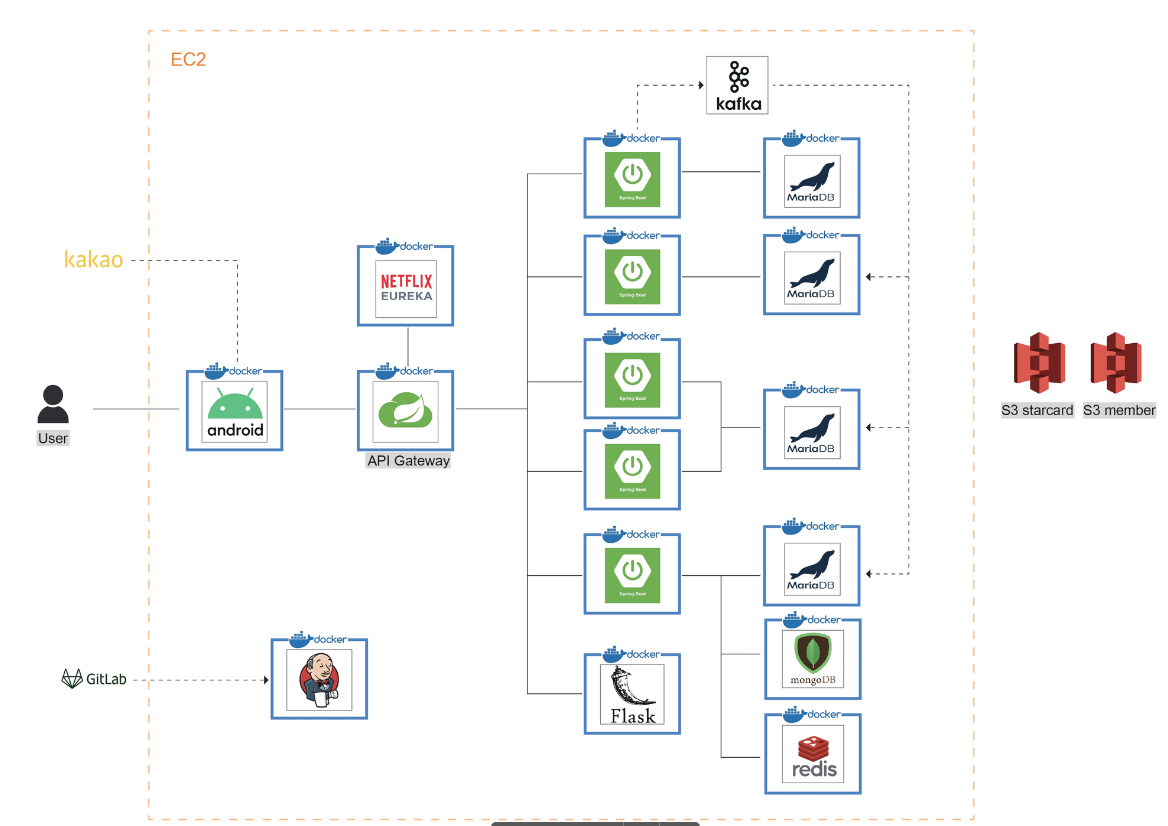 EC2
kafka
docker
Spring Boot
docker
MariaDB
docker
Spring Boot
docker
MariaDB
kakao
docker
NETFLIX
EUREKA
docker
Spring Boot
docker
MariaDB
docker
Spring Boot
User
docker
android
docker
API Gateway
S3 starcard
S3 member
docker
Spring Boot
docker
MariaDB
GitLab
docker
docker
Flask
docker
mongoDB
docker
redis